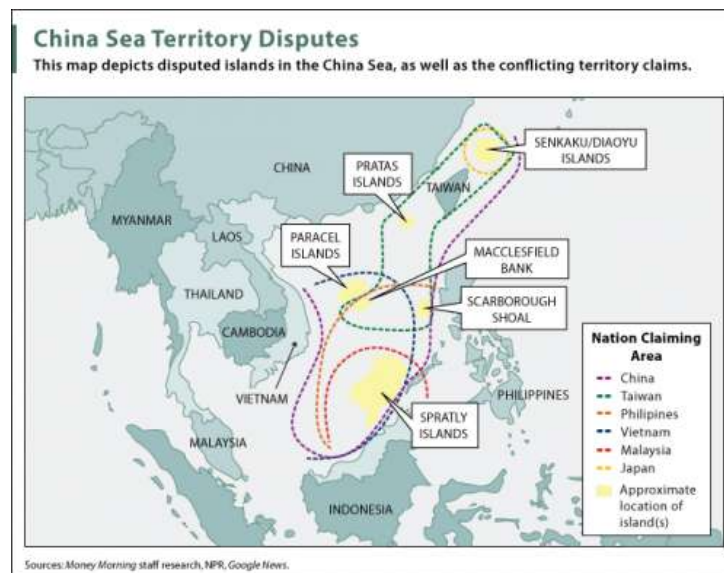 China Sea Territory Disputes
This map depicts disputed islands in the China Sea, as well as the conflicting territory claims.
SENKAKU/DIAOYU
ISLANDS
CHINA
PRATAS
ISLANDS
TAIWAN
MYANMAR
LAOS
PARACEL
ISLANDS
MACCLESFIELD
BANK
THAILAND
SCARBOROUGH
SHOAL
CAMBODIA
VIETNAM
PHILIPPINES
SPRATLY
ISLANDS
MALAYSIA
INDONESIA
Nation Claiming
Area
China
Taiwan
Philipines
Vietnam
Malaysia
Japan
Approximate
location of
island(s)
Sources: Money Morning staff research, NPR, Google News.